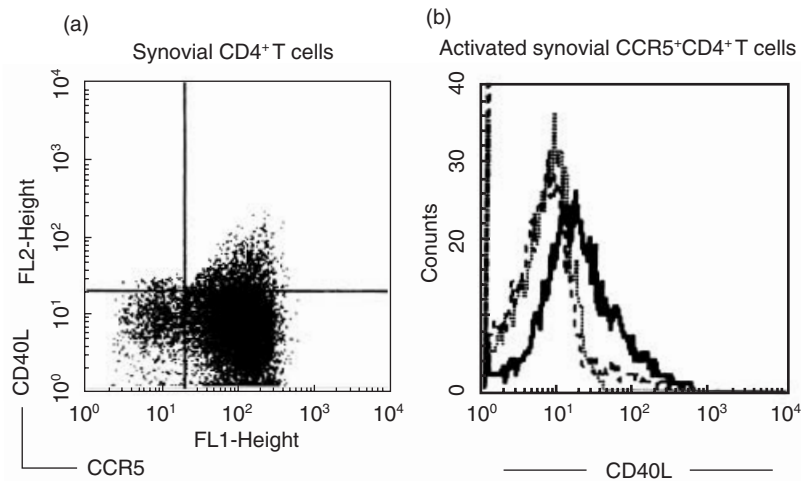 (a)
Synovial CD4⁺ T cells
10⁴
10³
10²
10¹
10⁰
FL2-Height
CD40L
10⁰ 10¹ 10² 10³ 10⁴
FL1-Height
CCR5
(b)
Activated synovial CCR5⁺CD4⁺ T cells
40
30
20
0
Conunts
10⁰ 10¹ 10² 10³ 10⁴
CD40L